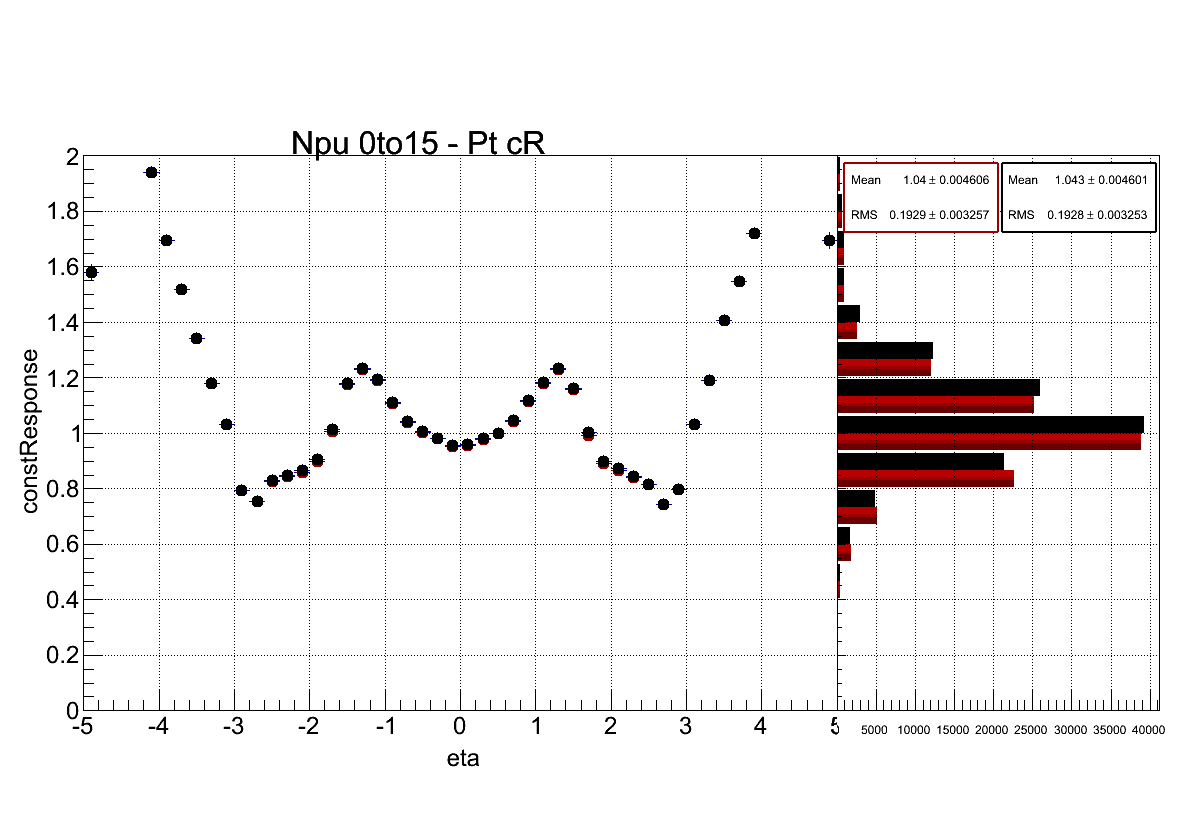 Npu 0to15 - Pt cR
2
1.8
1.6
1.4
1.2
1
0.8
0.6
0.4
0.2
0
constResponse
-5 -4 -3 -2 -1 0 1 2 3 4 5
eta
Mean 1.04 ± 0.004606
RMS 0.1929 ± 0.003257
Mean 1.043 ± 0.004601
RMS 0.1928 ± 0.003253
5000 10000 15000 20000 25000 30000 35000 40000